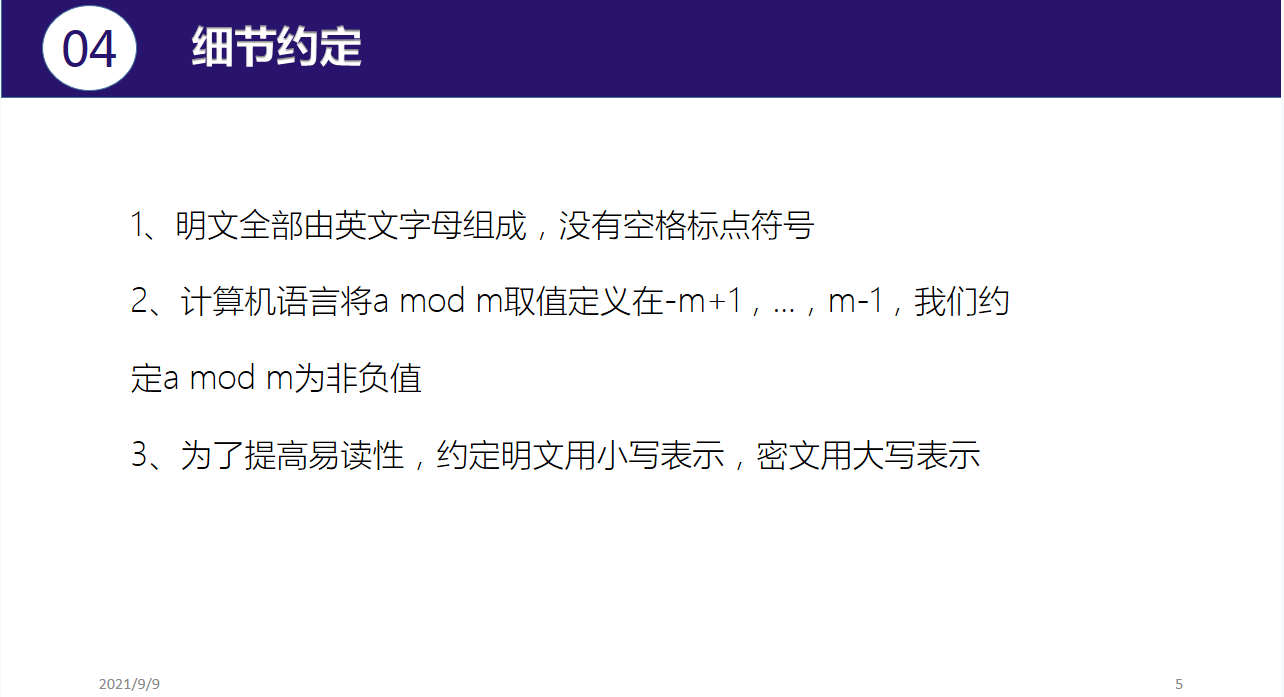 04 细节约定
1、明文全部由英文字母组成，没有空格标点符号
2、计算机语言将a mod m取值定义在-m+1，…，m-1，我们约
定a mod m为非负值
3、为了提高易读性，约定明文用小写表示，密文用大写表示
2021/9/9 5